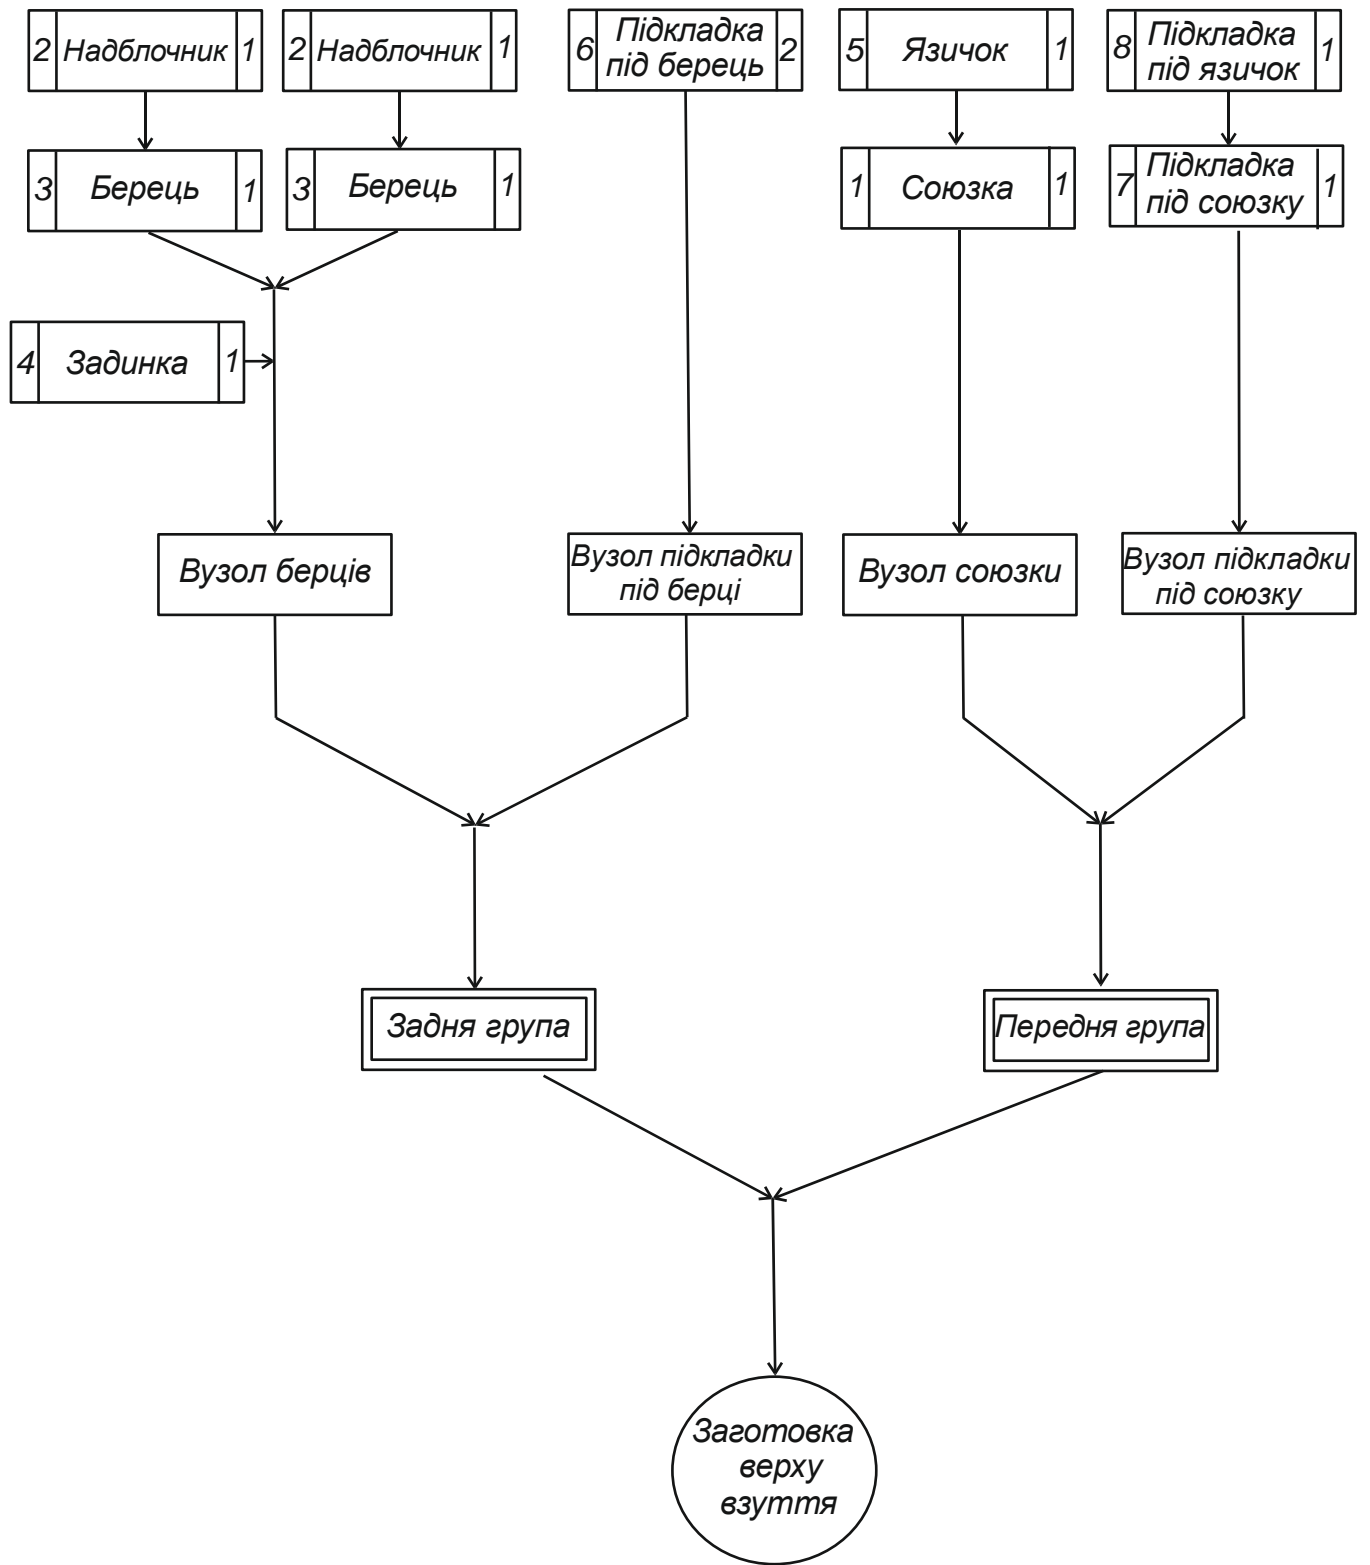 2 Надблочник 1
2 Надблочник 1
6 Підкладка 2
під берець
5 Язичок 1
8 Підкладка 1
під язичок
3 Берець 1
3 Берець 1
1 Союзка 1
7 Підкладка 1
під союзку
4 Задинка 1
Вузол берців
Вузол підкладки
під берці
Вузол союзки
Вузол підкладки
під союзку
Задня група
Передня група
Заготовка
верху
взуття